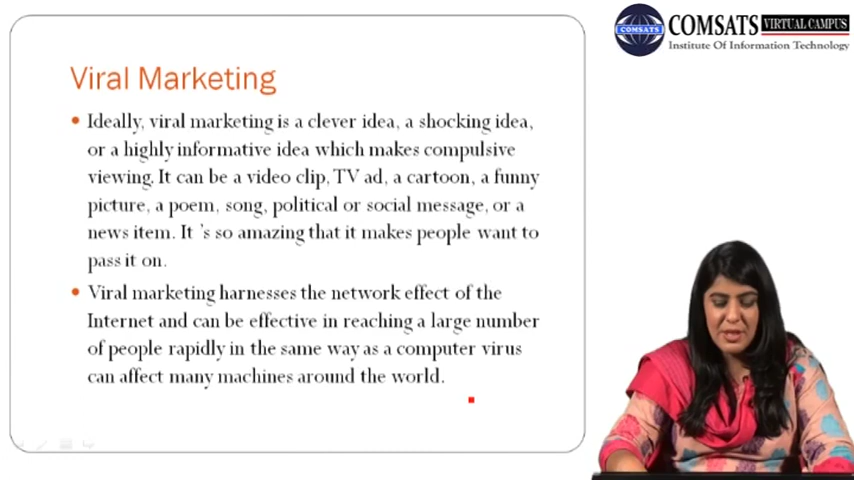 COMSATS VIRTUAL CAMPUS
COMSATS
Institute Of Information Technology
Viral Marketing
Ideally, viral marketing is a clever idea, a shocking idea,
or a highly informative idea which makes compulsive
viewing. It can be a video clip, TV ad, a cartoon, a funny
picture, a poem, song, political or social message, or a
news item. It 's so amazing that it makes people want to
pass it on.
Viral marketing harnesses the network effect of the
Internet and can be effective in reaching a large number
of people rapidly in the same way as a computer virus
can affect many machines around the world.